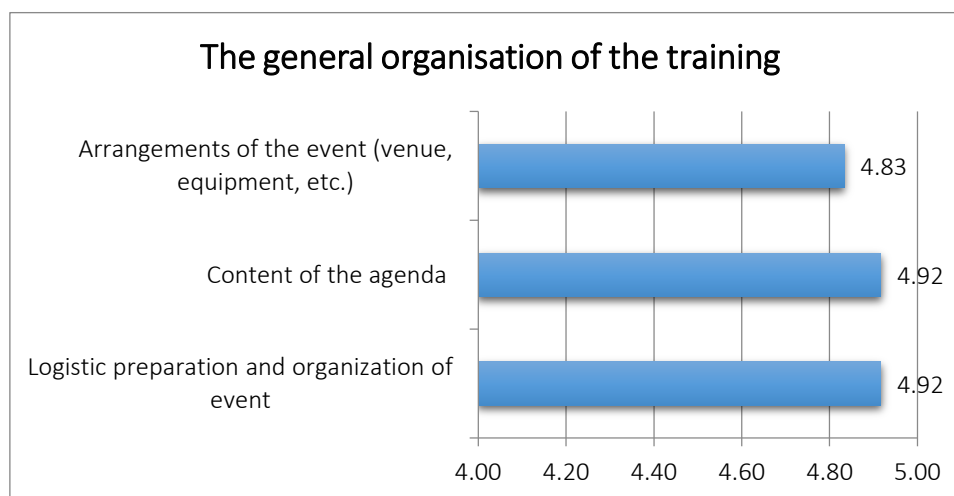 The general organisation of the training
Arrangements of the event (venue,
equipment, etc.)
4.83
Content of the agenda
4.92
Logistic preparation and organization of
event
4.92
4.00 4.20 4.40 4.60 4.80 5.00